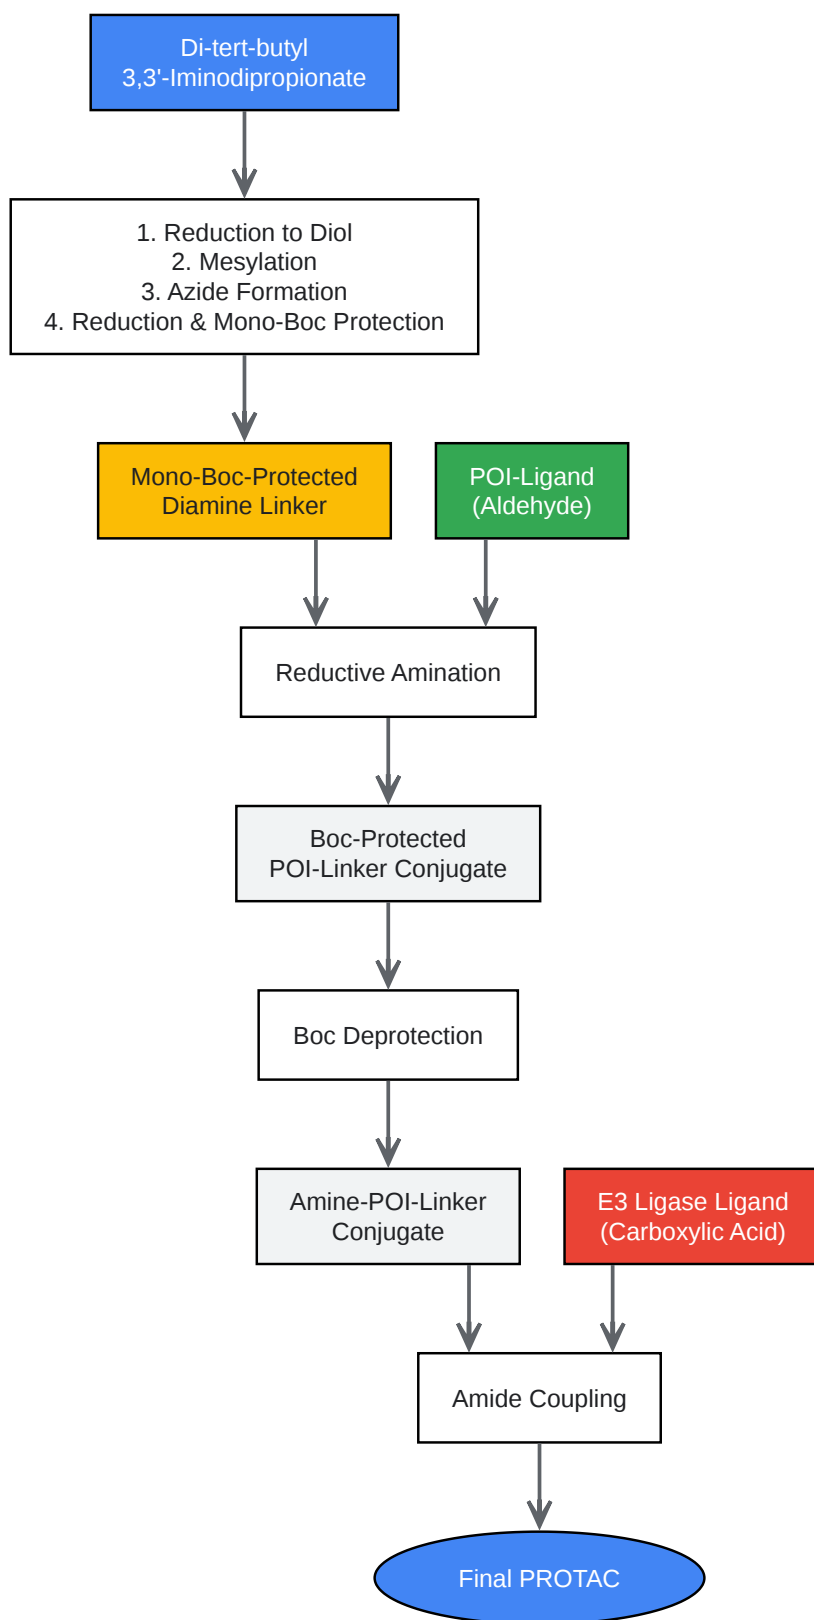 Di-tert-butyl
3,3'-Iminodipropionate
1. Reduction to Diol
2. Mesylation
3. Azide Formation
4. Reduction & Mono-Boc Protection
Mono-Boc-Protected
Diamine Linker
POI-Ligand
(Aldehyde)
Reductive Amination
Boc-Protected
POI-Linker Conjugate
Boc Deprotection
Amine-POI-Linker
Conjugate
E3 Ligase Ligand
(Carboxylic Acid)
Amide Coupling
Final PROTAC